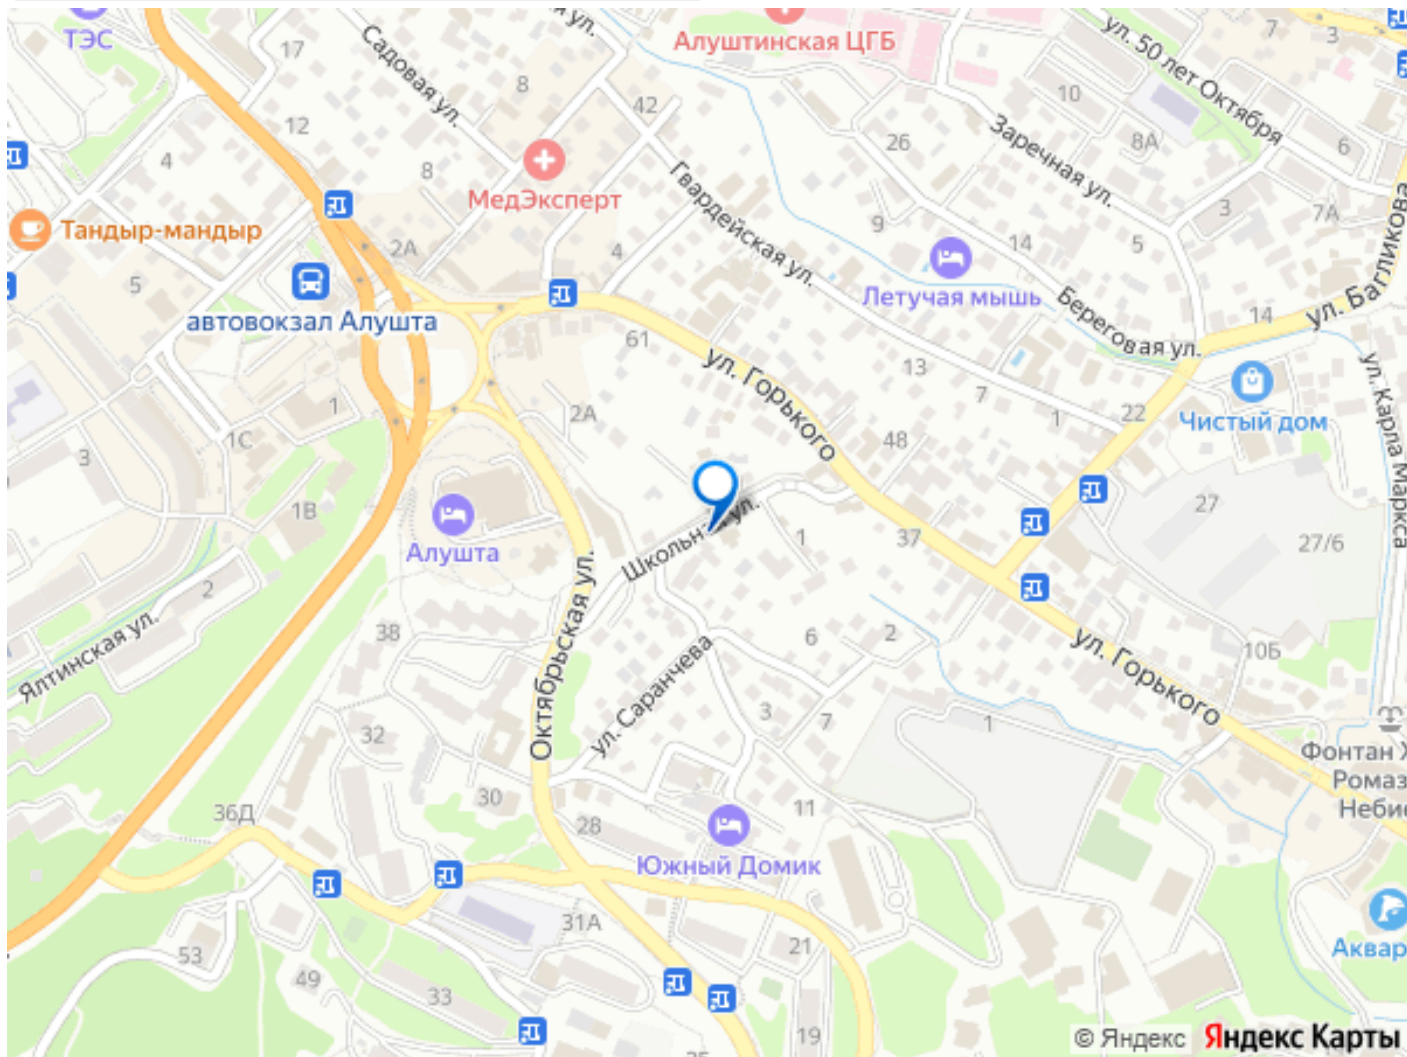 ТЭС
17
Садовая ул.
ул.
Алуштинская ЦГБ
ул. 50 лет Октября
7
3
12
8
42
10
4
8
МедЭксперт
26
8А
6
Заречная ул.
Тандыр-мандыр
2А
4
Гвардейская ул.
9
14
5
3
7А
ул. Багликова
5
автовокзал Алушта
Летучая мышь
Береговая ул.
14
61
ул. Горького
13
7
1
22
Чистый дом
ул. Карла Маркса
1
1С
2А
48
3
1В
Алушта
Школьная ул.
1
37
27
27/6
2
Ялтинская ул.
38
Октябрьская ул.
ул. Саранчева
6
2
ул. Горького
10Б
32
3
7
1
Фонтан Х
Ромаз
Небие
36Д
30
28
11
Южный Домик
31А
21
53
49
33
19
35
Аквар
© Яндекс Яндекс Карты